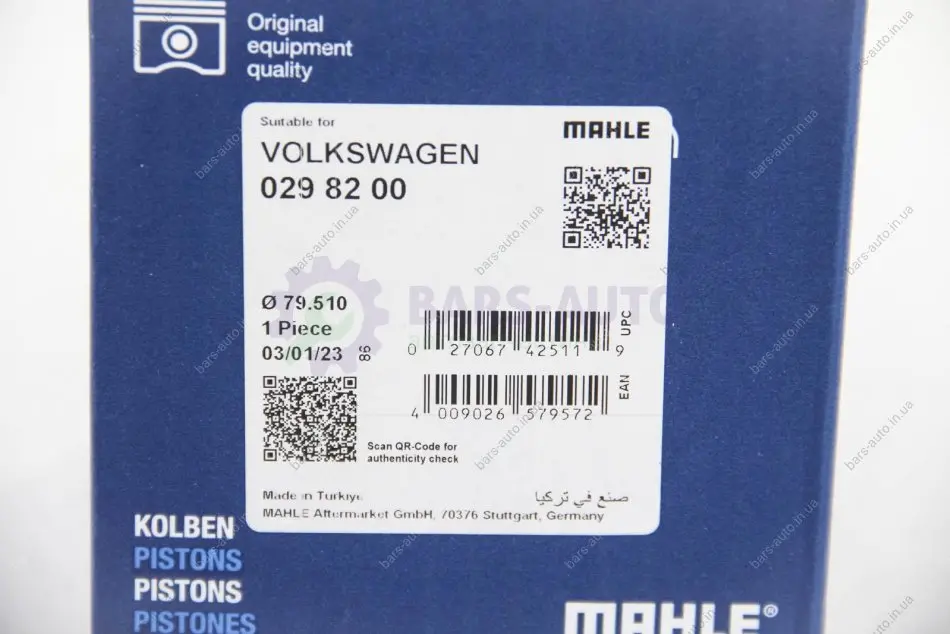 Original
equipment
quality
Suitable for
MAHLE
VOLKSWAGEN
029 82 00
Ø 79.510
1 Piece
03/01/23 86
0 27067 42511 9
UPC
4 009026 579572
EAN
Scan QR-Code for
authenticity check
Made in Türkiye
صنع في تركيا
MAHLE Aftermarket GmbH, 70376 Stuttgart, Germany
KOLBEN
PISTONS
PISTONS
PISTONES
MAHLE®
BARS-AUTO
bars-auto.in.ua